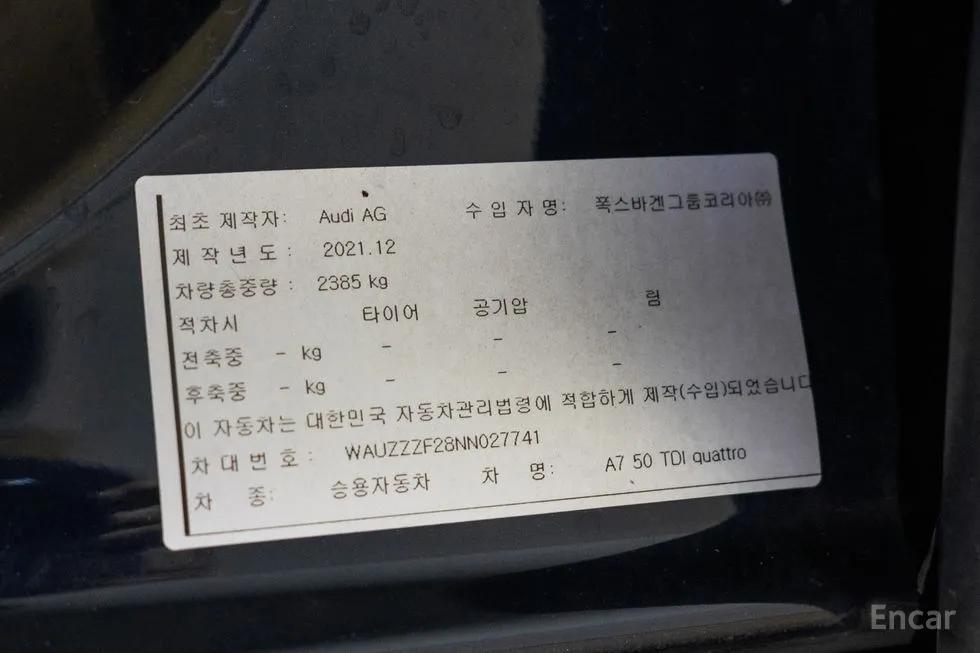 최초 제작자: Audi AG 수 입 자 명: 폭스바겐그룹코리아㈜
제 작 년 도 : 2021.12
차량총중량 : 2385 kg
적차시 타이어 공기압 림
전축중 - kg - - -
후축중 - kg - - -
이 자동차는 대한민국 자동차관리법령에 적합하게 제작(수입)되었습니다
차 대 번 호 : WAUZZZF28NN027741
차 종: 승용자동차 차 명: A7 50 TDI quattro
Encar